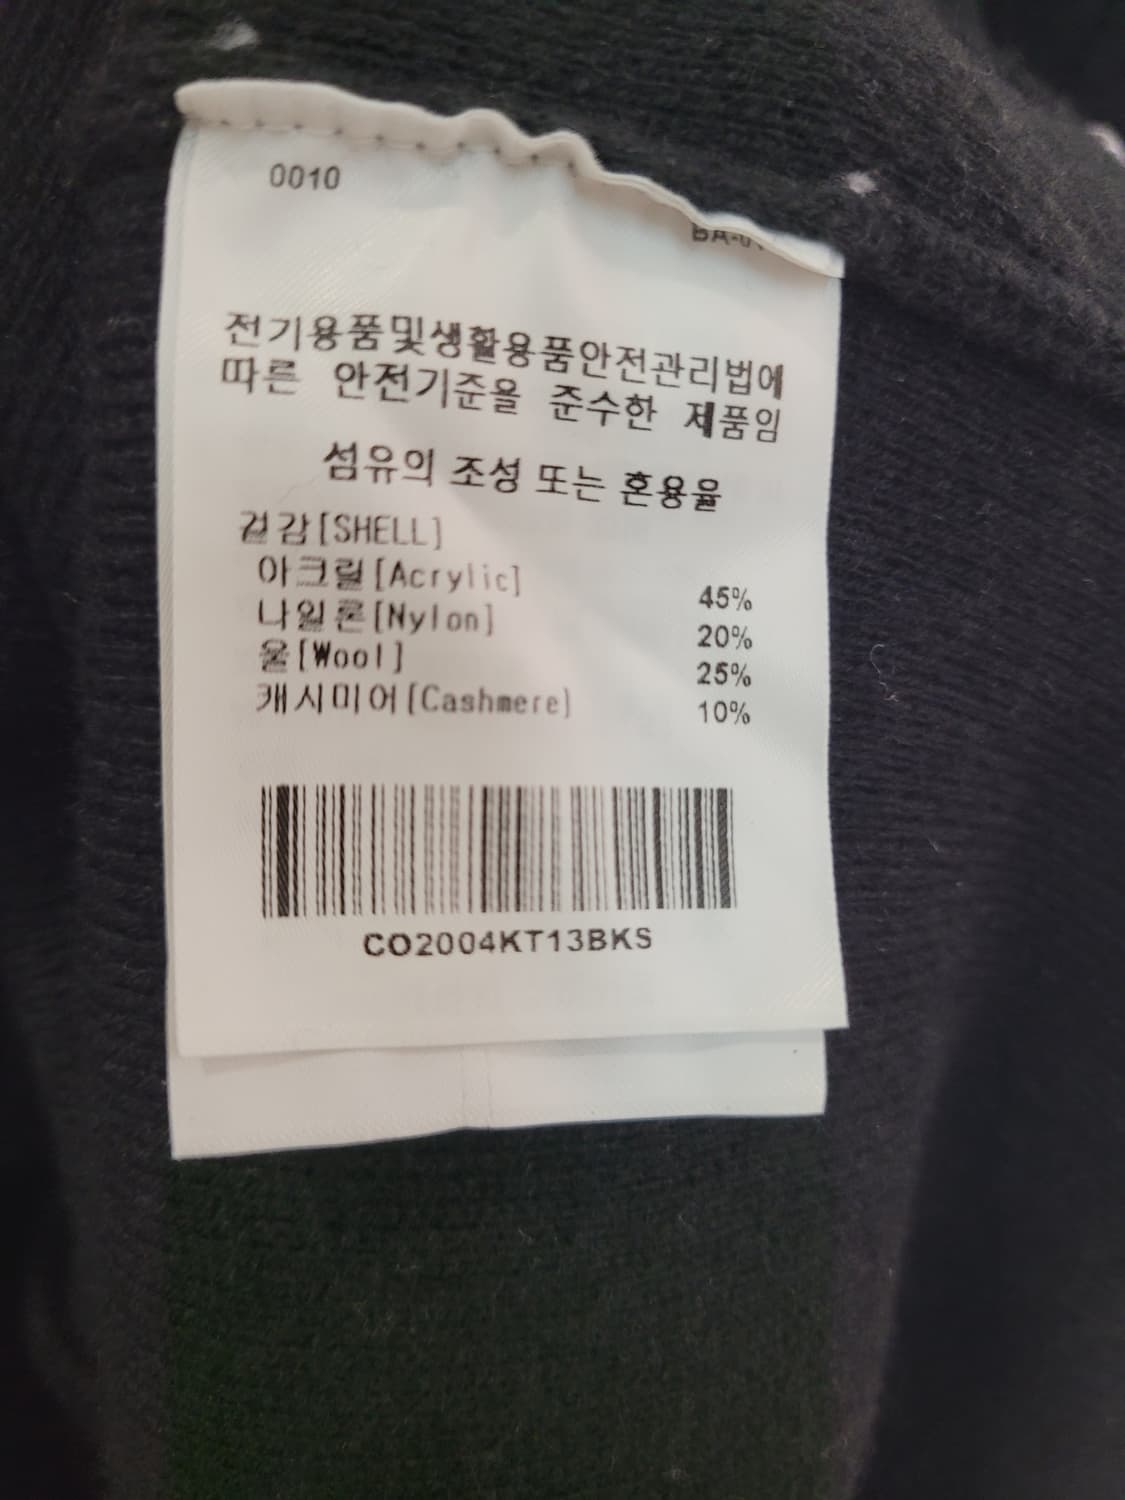 0010
전기용품및생활용품안전관리법에
따른 안전기준을 준수한 제품임
섬유의 조성 또는 혼용율
겉감[SHELL]
아크릴[Acrylic] 45%
나일론[Nylon] 20%
울[Wool] 25%
캐시미어[Cashmere] 10%
CO2004KT13BKS